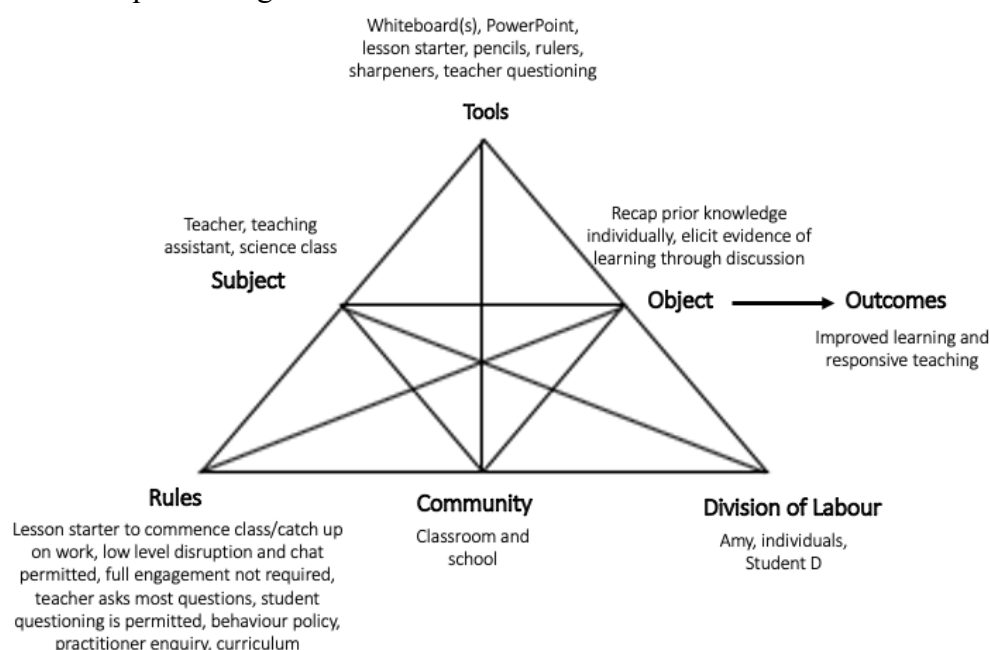 Whiteboard(s), PowerPoint,
lesson starter, pencils, rulers,
sharpeners, teacher questioning
Tools
Teacher, teaching
assistant, science class
Subject
Recap prior knowledge
individually, elicit evidence of
learning through discussion
Object
Outcomes
Improved learning and
responsive teaching
Rules
Lesson starter to commence class/catch up
on work, low level disruption and chat
permitted, full engagement not required,
teacher asks most questions, student
questioning is permitted, behaviour policy,
practitioner enquiry, curriculum
Community
Classroom and
school
Division of Labour
Amy, individuals,
Student D